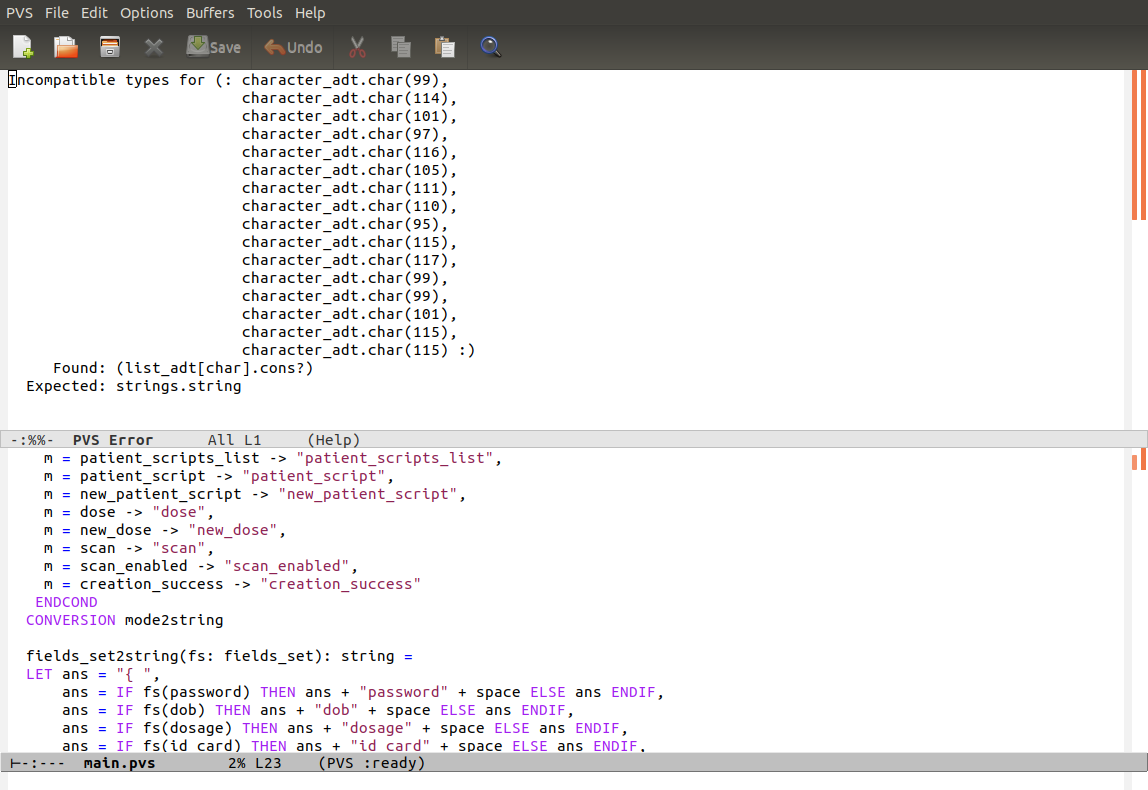 PVS File Edit Options Buffers Tools Help
Save Undo
Incompatible types for (: character_adt.char(99),
character_adt.char(114),
character_adt.char(101),
character_adt.char(97),
character_adt.char(116),
character_adt.char(105),
character_adt.char(111),
character_adt.char(110),
character_adt.char(95),
character_adt.char(115),
character_adt.char(117),
character_adt.char(99),
character_adt.char(99),
character_adt.char(101),
character_adt.char(115),
character_adt.char(115) :)
Found: (list_adt[char].cons?)
Expected: strings.string
-:%%- PVS Error All L1 (Help)
m = patient_scripts_list -> "patient_scripts_list",
m = patient_script -> "patient_script",
m = new_patient_script -> "new_patient_script",
m = dose -> "dose",
m = new_dose -> "new_dose",
m = scan -> "scan",
m = scan_enabled -> "scan_enabled",
m = creation_success -> "creation_success"
ENDCOND
CONVERSION mode2string
fields_set2string(fs: fields_set): string =
LET ans = "{ ",
ans = IF fs(password) THEN ans + "password" + space ELSE ans ENDIF,
ans = IF fs(dob) THEN ans + "dob" + space ELSE ans ENDIF,
ans = IF fs(dosage) THEN ans + "dosage" + space ELSE ans ENDIF,
ans = IF fs(id_card) THEN ans + "id_card" + space ELSE ans ENDIF,
⊢-:--- main.pvs 2% L23 (PVS :ready)